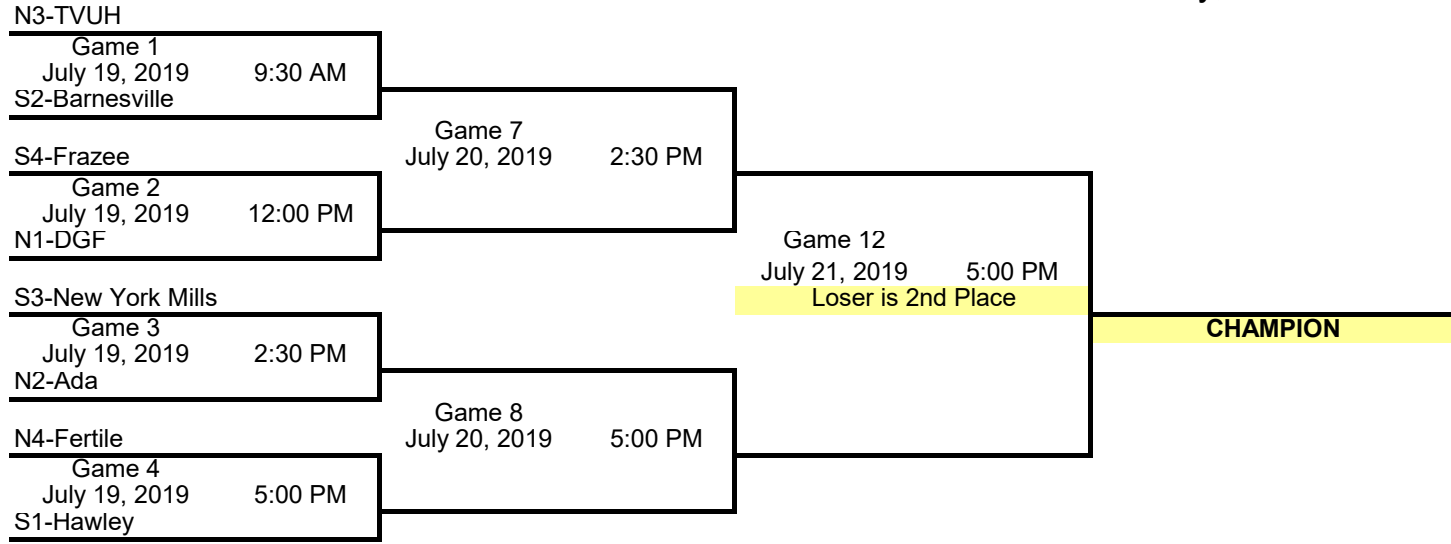 N3-TVUH
Game 1
July 19, 2019 9:30 AM
S2-Barnesville
Game 7
S4-Frazee
July 20, 2019 2:30 PM
Game 2
July 19, 2019 12:00 PM
N1-DGF
Game 12
July 21, 2019 5:00 PM
S3-New York Mills
Loser is 2nd Place
Game 3
CHAMPION
July 19, 2019 2:30 PM
N2-Ada
Game 8
N4-Fertile
July 20, 2019 5:00 PM
Game 4
July 19, 2019 5:00 PM
S1-Hawley